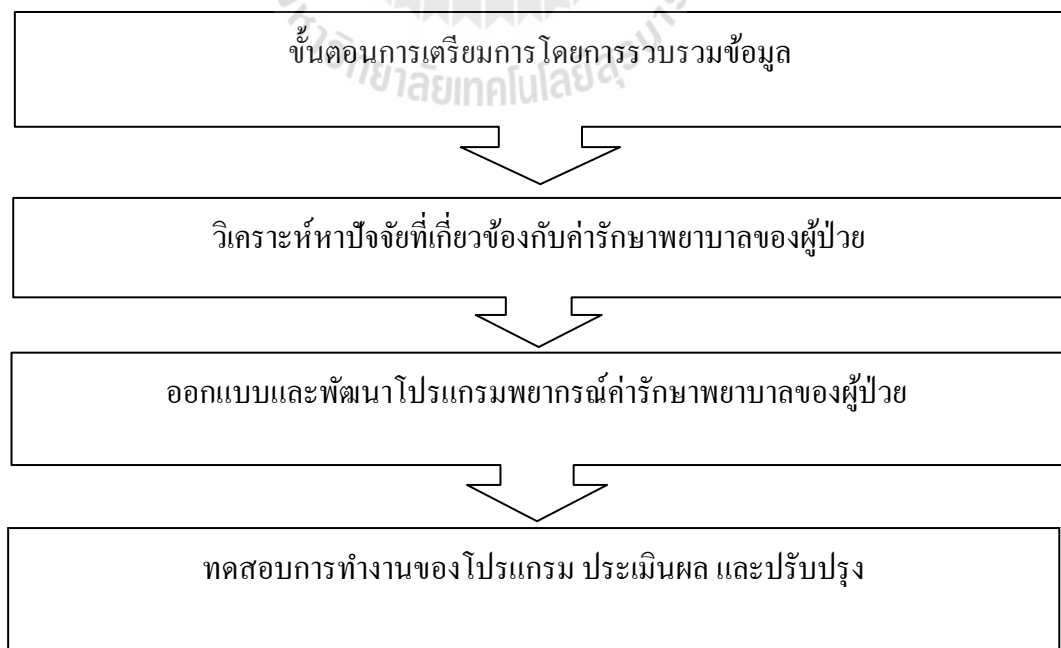 ขั้นตอนการเตรียมการโดยการรวบรวมข้อมูล
วิเคราะห์หาปัจจัยที่เกี่ยวข้องกับค่ารักษาพยาบาลของผู้ป่วย
ออกแบบและพัฒนาโปรแกรมพยากรณ์ค่ารักษาพยาบาลของผู้ป่วย
ทดสอบการทำงานของโปรแกรม ประเมินผล และปรับปรุง